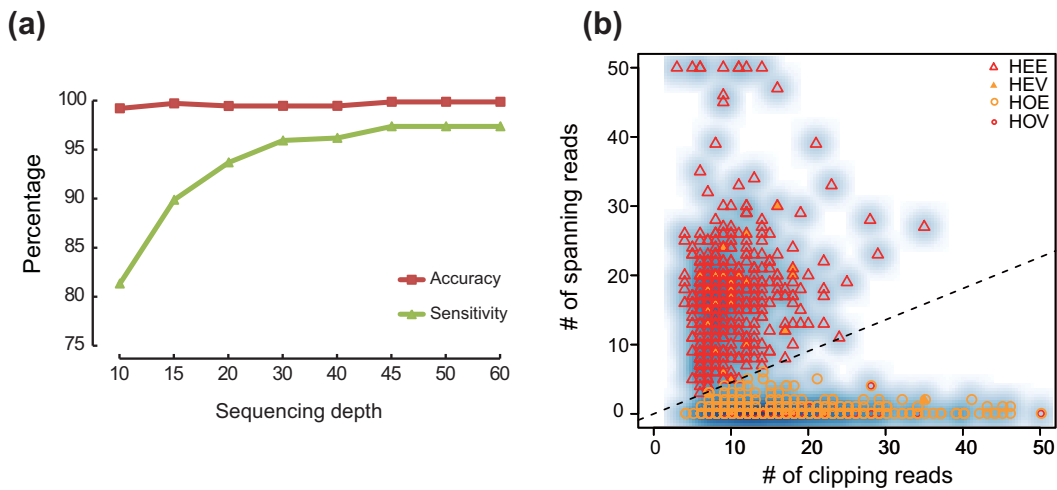 (a)
100
95
90
85
80
75
Percentage
Accuracy
Sensitivity
10 15 20 30 40 45 50 60
Sequencing depth
(b)
50
40
30
20
10
0
# of spanning reads
HEE
HEV
HOE
HOV
0 10 20 30 40 50
# of clipping reads